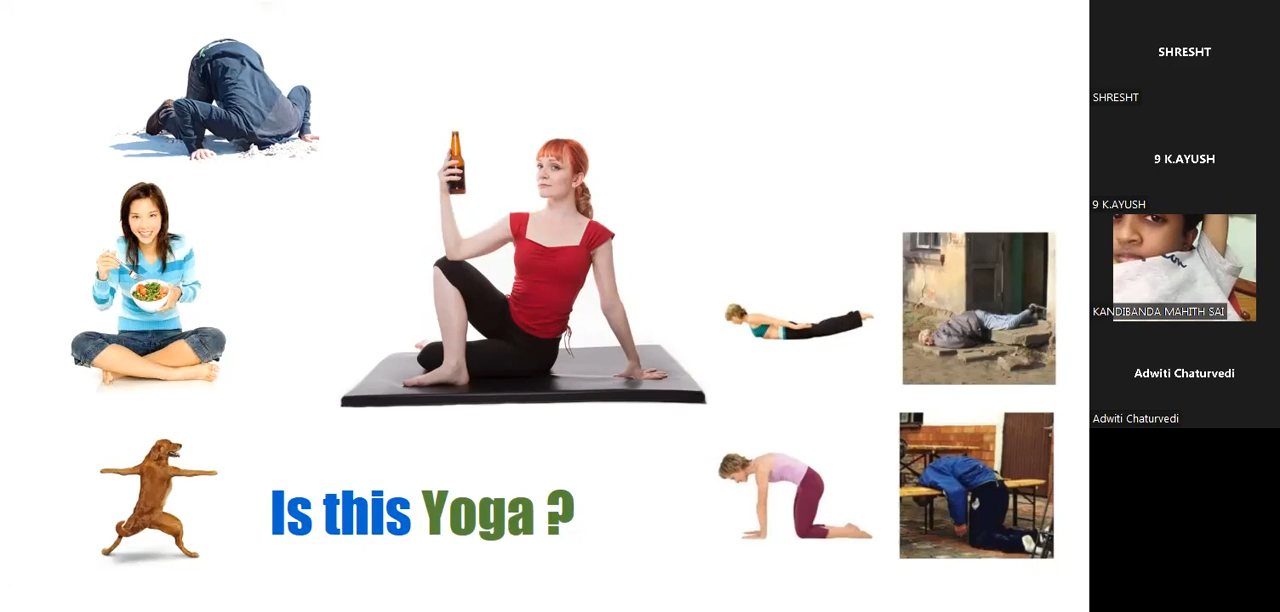 Is this Yoga ?
SHRESHT
SHRESHT
9 K.AYUSH
9 K.AYUSH
KANDIBANDA MAHITH SAI
Adwiti Chaturvedi
Adwiti Chaturvedi